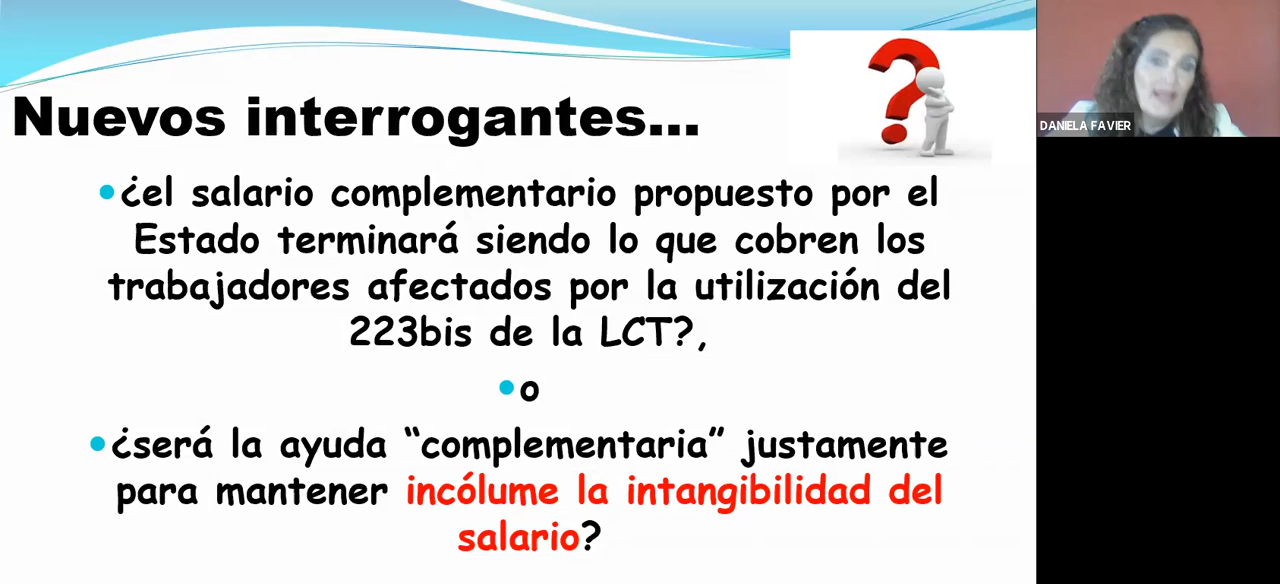 Nuevos interrogantes...
•¿el salario complementario propuesto por el
Estado terminará siendo lo que cobren los
trabajadores afectados por la utilización del
223bis de la LCT?,
•o
•¿será la ayuda “complementaria” justamente
para mantener incólume la intangibilidad del
salario?
DANIELA FAVIER